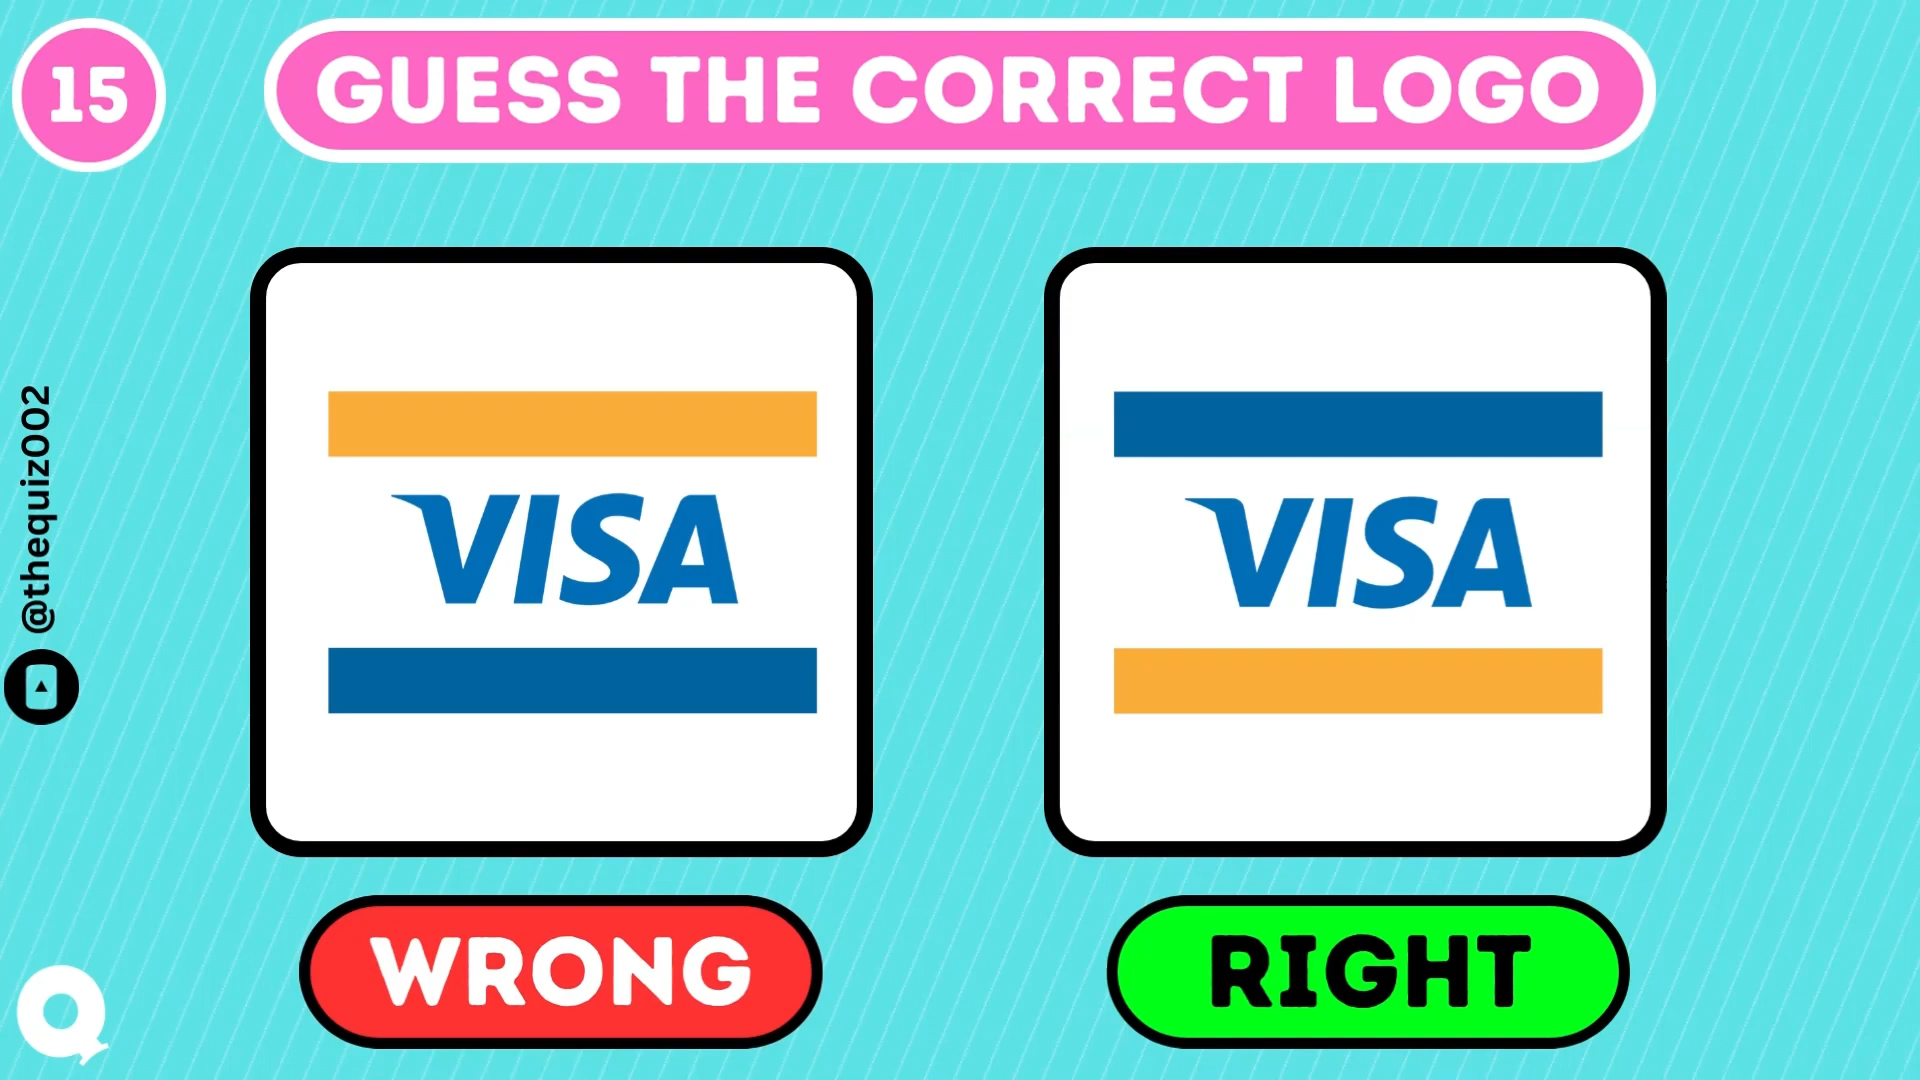 15
GUESS THE CORRECT LOGO
@thequiz002
VISA
VISA
WRONG
RIGHT
Q